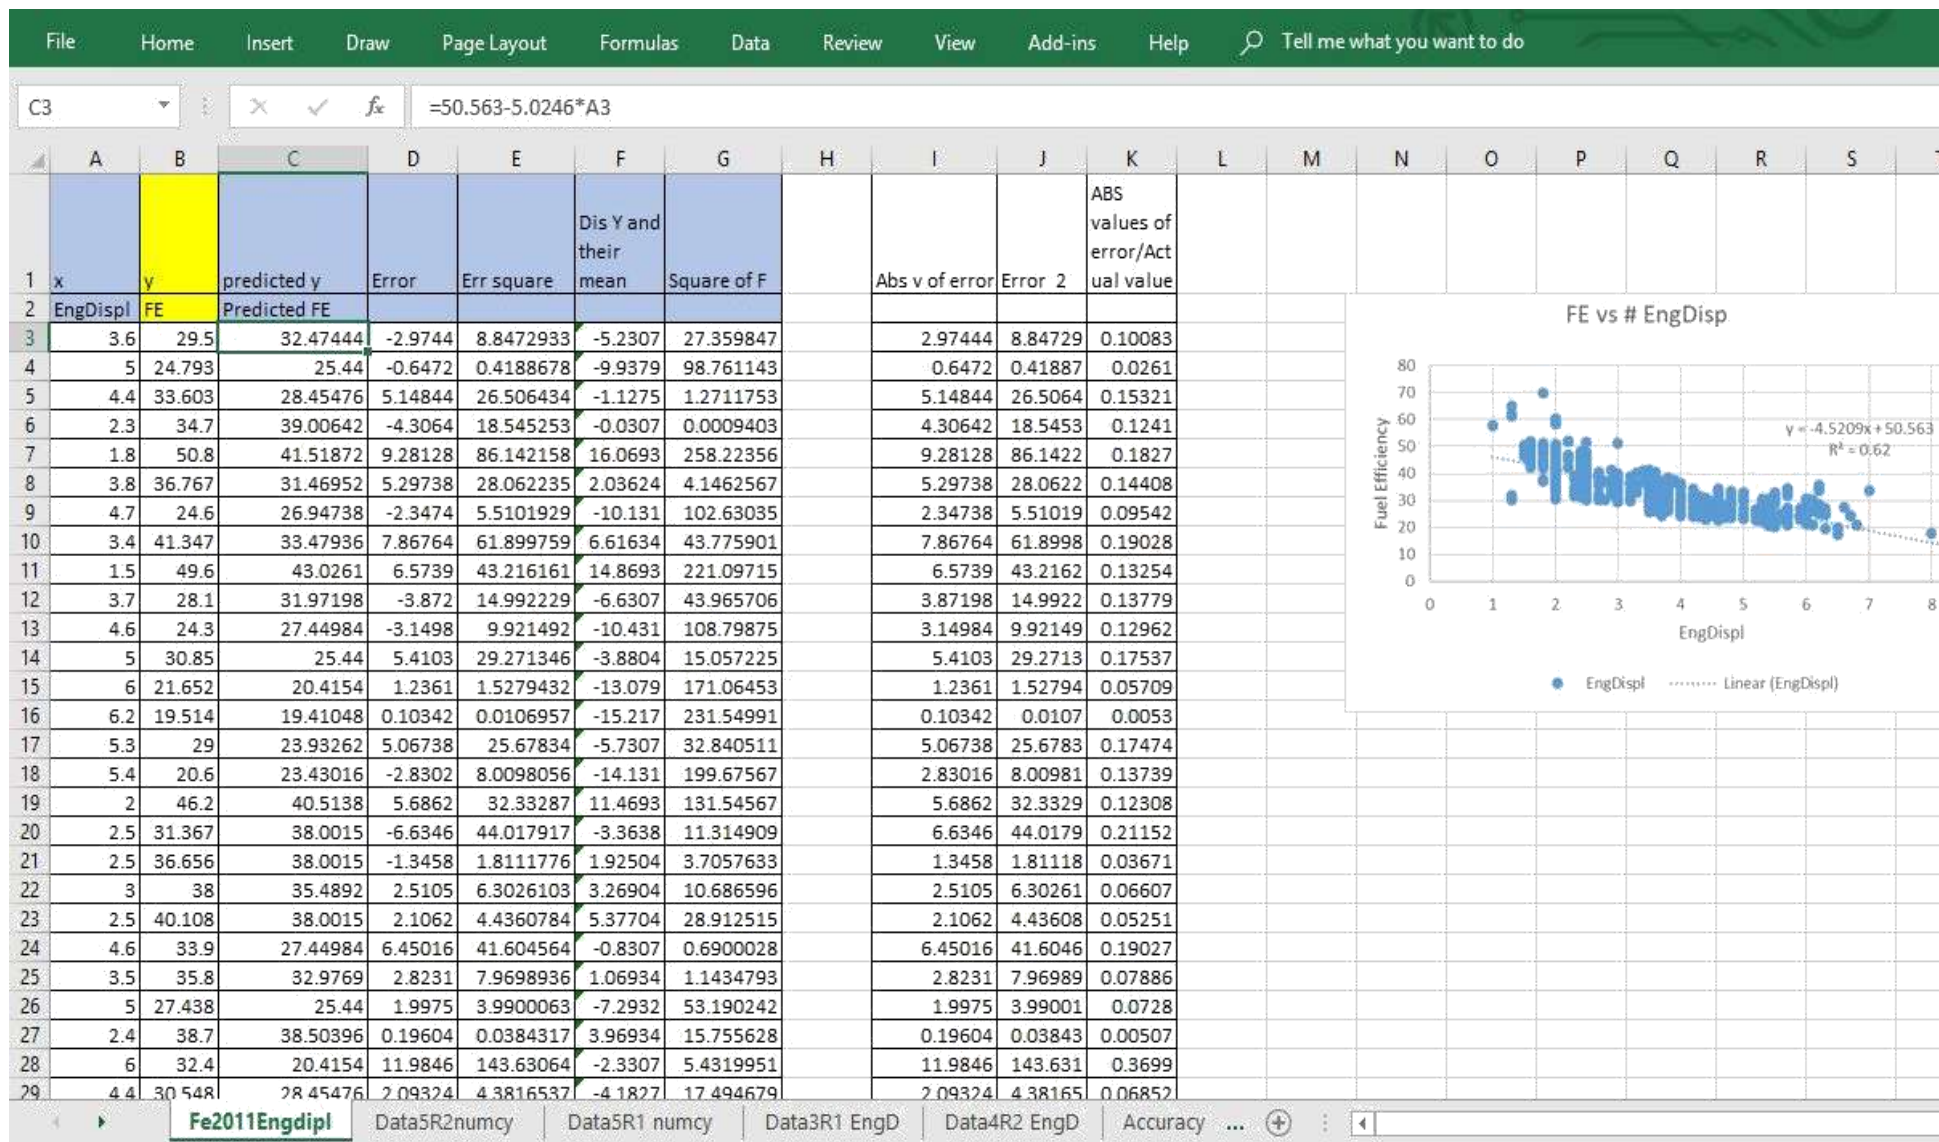 File Home Insert Draw Page Layout Formulas Data Review View Add-ins Help Tell me what you want to do
C3 fx =50.563-5.0246*A3
A B C D E F G H I J K L M N O P Q R S
ABS
Dis Y and values of
their error/Act
1 x y predicted y Error Err square mean Square of F Abs v of error Error 2 ual value
2 EngDispl FE Predicted FE
3 3.6 29.5 32.47444 -2.9744 8.8472933 -5.2307 27.359847 2.97444 8.84729 0.10083
4 5 24.793 25.44 -0.6472 0.4188678 -9.9379 98.761143 0.6472 0.41887 0.0261
5 4.4 33.603 28.45476 5.14844 26.506434 -1.1275 1.2711753 5.14844 26.5064 0.15321
6 2.3 34.7 39.00642 -4.3064 18.545253 -0.0307 0.0009403 4.30642 18.5453 0.1241
7 1.8 50.8 41.51872 9.28128 86.142158 16.0693 258.22356 9.28128 86.1422 0.1827
8 3.8 36.767 31.46952 5.29738 28.062235 2.03624 4.1462567 5.29738 28.0622 0.14408
9 4.7 24.6 26.94738 -2.3474 5.5101929 -10.131 102.63035 2.34738 5.51019 0.09542
10 3.4 41.347 33.47936 7.86764 61.899759 6.61634 43.775901 7.86764 61.8998 0.19028
11 1.5 49.6 43.0261 6.5739 43.216161 14.8693 221.09715 6.5739 43.2162 0.13254
12 3.7 28.1 31.97198 -3.872 14.992229 -6.6307 43.965706 3.87198 14.9922 0.13779
13 4.6 24.3 27.44984 -3.1498 9.921492 -10.431 108.79875 3.14984 9.92149 0.12962
14 5 30.85 25.44 5.4103 29.271346 -3.8804 15.057225 5.4103 29.2713 0.17537
15 6 21.652 20.4154 1.2361 1.5279432 -13.079 171.06453 1.2361 1.52794 0.05709
16 6.2 19.514 19.41048 0.10342 0.0106957 -15.217 231.54991 0.10342 0.0107 0.0053
17 5.3 29 23.93262 5.06738 25.67834 -5.7307 32.840511 5.06738 25.6783 0.17474
18 5.4 20.6 23.43016 -2.8302 8.0098056 -14.131 199.67567 2.83016 8.00981 0.13739
19 2 46.2 40.5138 5.6862 32.33287 11.4693 131.54567 5.6862 32.3329 0.12308
20 2.5 31.367 38.0015 -6.6346 44.017917 -3.3638 11.314909 6.6346 44.0179 0.21152
21 2.5 36.656 38.0015 -1.3458 1.8111776 1.92504 3.7057633 1.3458 1.81118 0.03671
22 3 38 35.4892 2.5105 6.3026103 3.26904 10.686596 2.5105 6.30261 0.06607
23 2.5 40.108 38.0015 2.1062 4.4360784 5.37704 28.912515 2.1062 4.43608 0.05251
24 4.6 33.9 27.44984 6.45016 41.604564 -0.8307 0.6900028 6.45016 41.6046 0.19027
25 3.5 35.8 32.9769 2.8231 7.9698936 1.06934 1.1434793 2.8231 7.96989 0.07886
26 5 27.438 25.44 1.9975 3.9900063 -7.2932 53.190242 1.9975 3.99001 0.0728
27 2.4 38.7 38.50396 0.19604 0.0384317 3.96934 15.755628 0.19604 0.03843 0.00507
28 6 32.4 20.4154 11.9846 143.63064 -2.3307 5.4319951 11.9846 143.631 0.3699
29 4.4 30.548 28.45476 2.09324 4.3816537 -4.1827 17.494679 2.09324 4.38165 0.06852
FE vs # EngDisp
Fuel Efficiency
80
70
60
50
40
30
20
10
0
y = -4.5209x + 50.563
R² = 0.62
0 1 2 3 4 5 6 7 8
EngDispl
EngDispl Linear (EngDispl)
Fe2011Engdipl Data5R2numcy Data5R1 numcy Data3R1 EngD Data4R2 EngD Accuracy ...